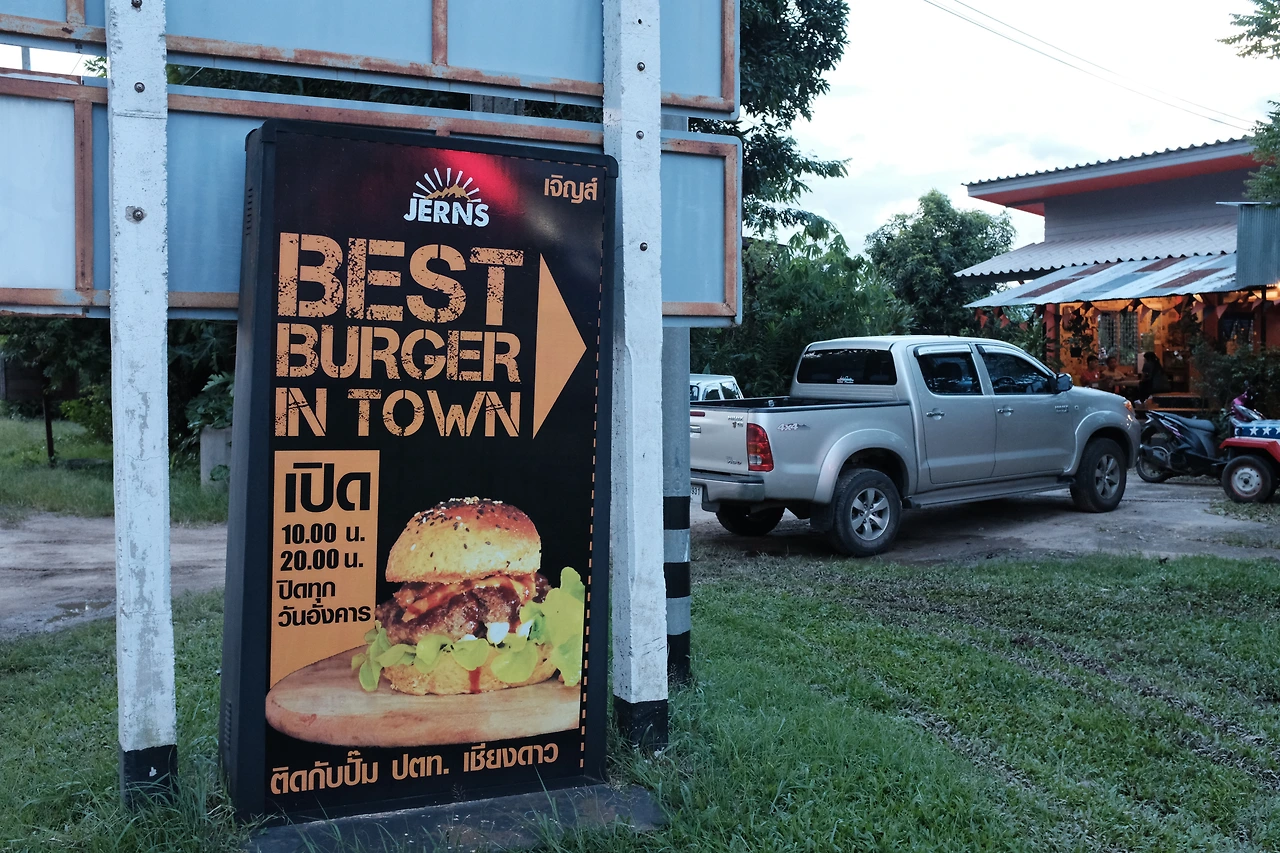 JERNS
เจิญส์
BEST
BURGER
IN TOWN
เปิด
10.00 น.
20.00 น.
ปิดทุก
วันอังคาร
ติดกับปั๊ม ปตท. เชียงดาว
4x4